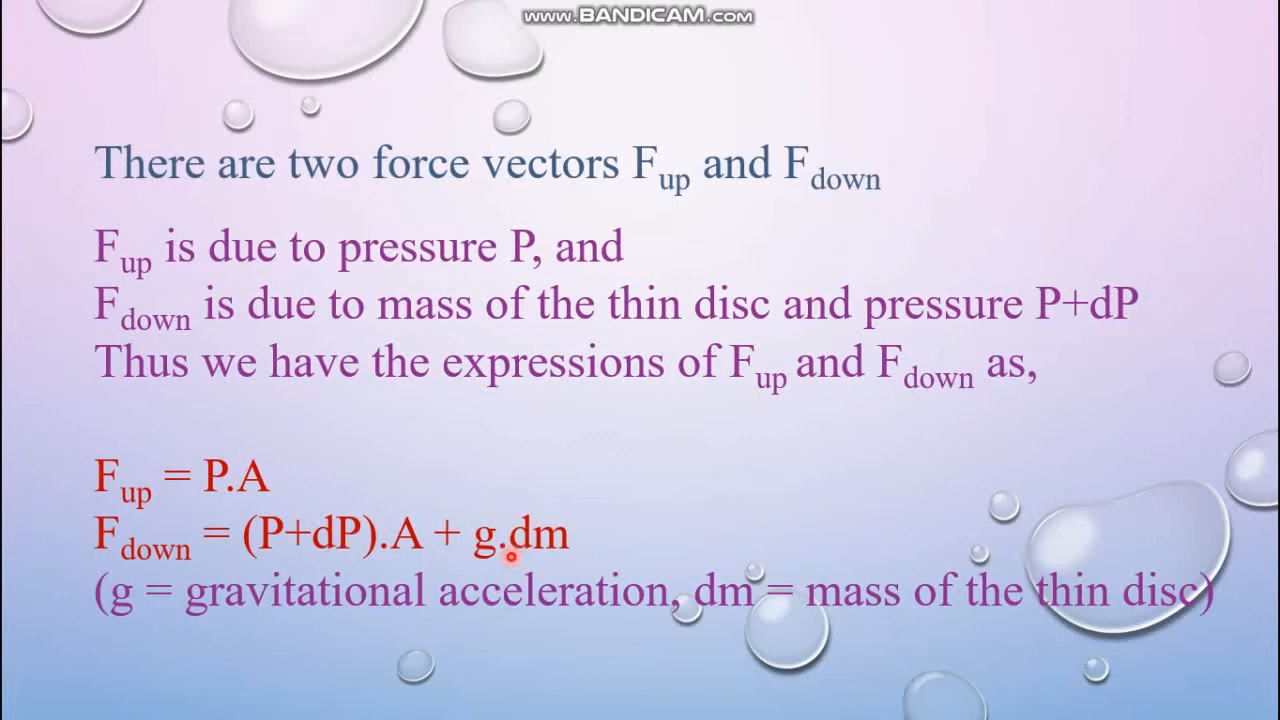 www.BANDICAM.com
There are two force vectors Fup and Fdown
Fup is due to pressure P, and
Fdown is due to mass of the thin disc and pressure P+dP
Thus we have the expressions of Fup and Fdown as,
Fup = P.A
Fdown = (P+dP).A + g.dm
(g = gravitational acceleration, dm = mass of the thin disc)